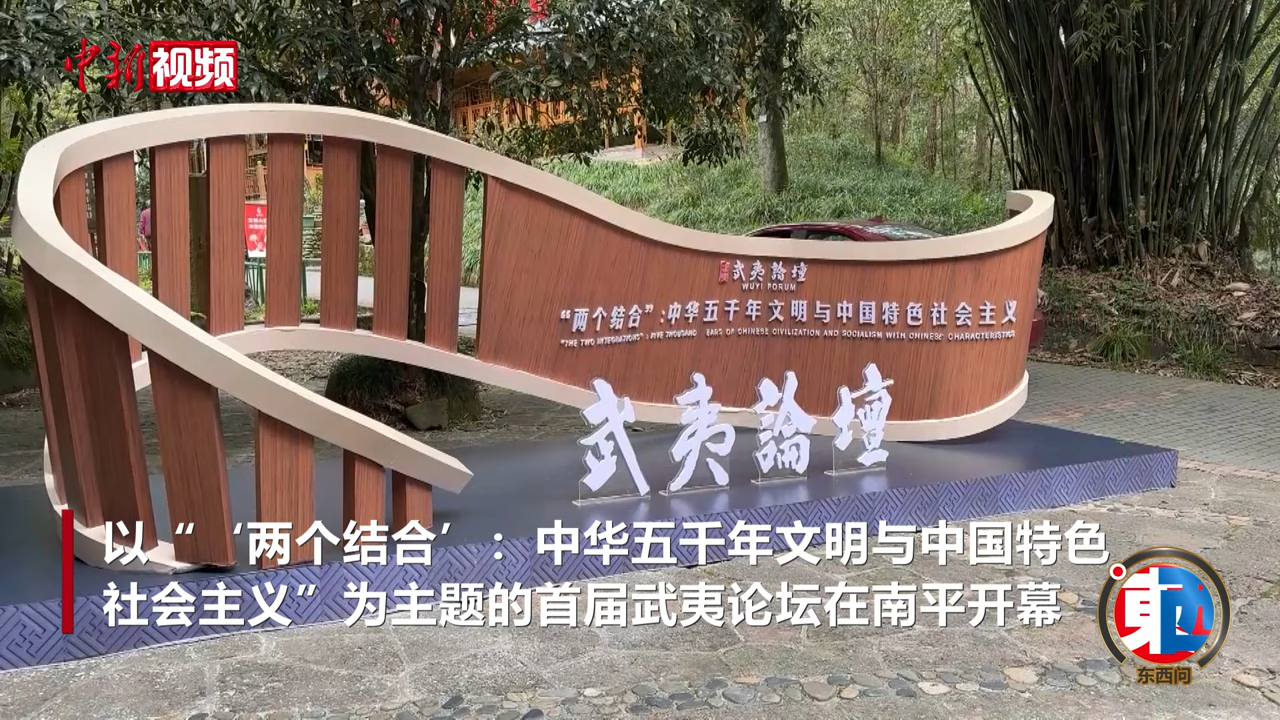 中新视频
武夷論壇
WUYI FORUM
“两个结合”:中华五千年文明与中国特色社会主义
"THE TWO INTEGRATIONS" : FIVE THOUSAND EARS OF CHINESE CIVILIZATION AND SOCIALISM WITH CHINESE CHARACTERISTICS
武夷論壇
以“‘两个结合’：中华五千年文明与中国特色
社会主义”为主题的首届武夷论坛在南平开幕
東
东西问